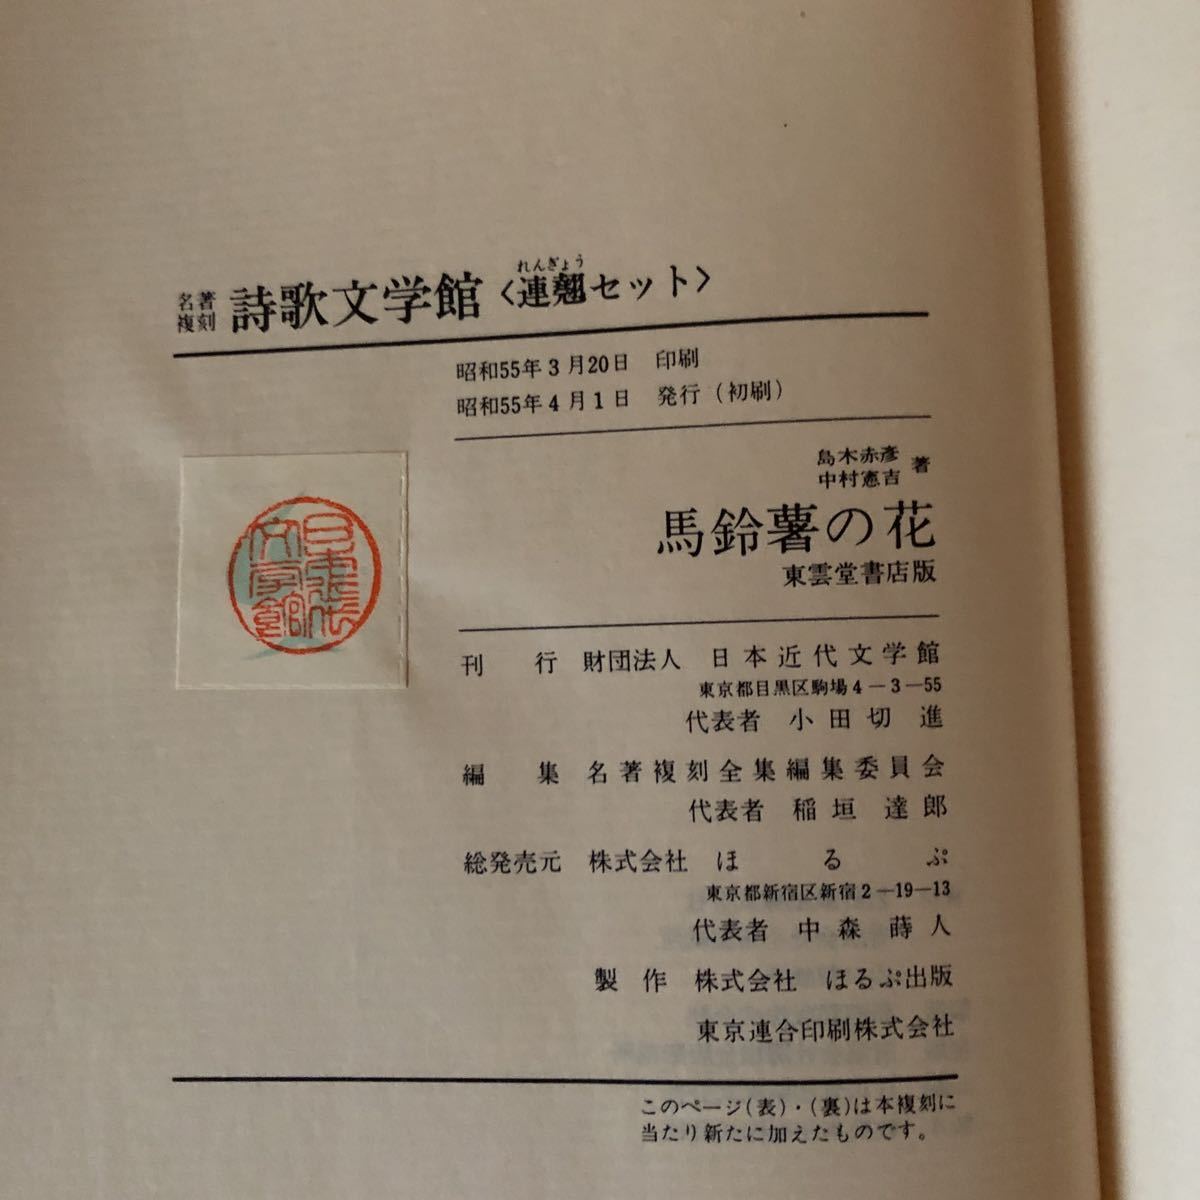 名著複刻 詩歌文学館〈連翹セット〉
れんぎょう
昭和55年3月20日 印刷
昭和55年4月1日 発行(初刷)
島木赤彦
中村憲吉 著
馬鈴薯の花
東雲堂書店版
日本近代
文学館
刊行 財団法人 日本近代文学館
東京都目黒区駒場4-3-55
代表者 小田切進
編集 名著複刻全集編集委員会
代表者 稲垣達郎
総発売元 株式会社 ほるぷ
東京都新宿区新宿2-19-13
代表者 中森蒔人
製作 株式会社 ほるぷ出版
東京連合印刷株式会社
このページ(表)・(裏)は本複刻に
当たり新たに加えたものです。